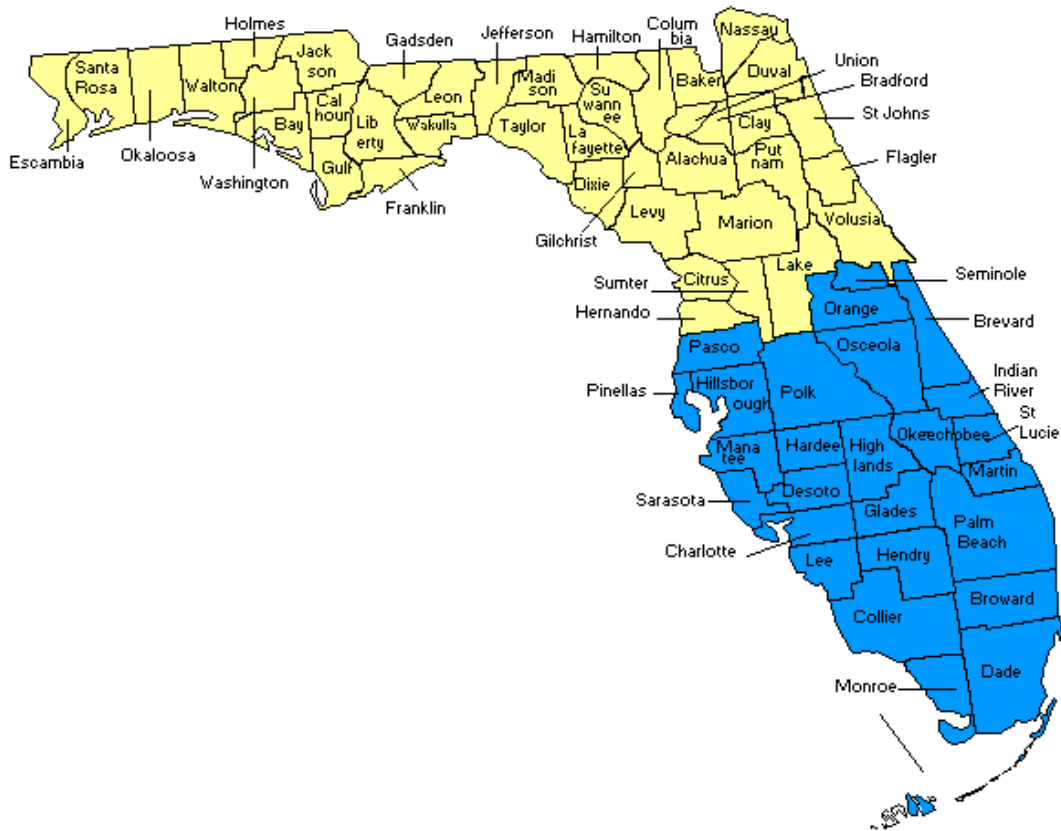 Holmes
Gadsden
Jefferson
Hamilton
Colum
bia
Nassau
Union
Bradford
Santa
Rosa
Walton
Jack
son
Leon
Madi
son
Su
wann
ee
Baker
Duval
St Johns
Cal
houn
Bay
Lib
erty
Wakulla
Taylor
La
fayette
Clay
Escambia
Okaloosa
Washington
Gulf
Franklin
Dixie
Alachua
Put
nam
Flagler
Gilchrist
Levy
Marion
Volusia
Sumter
Citrus
Lake
Seminole
Hernando
Orange
Brevard
Pasco
Osceola
Pinellas
Hillsbor
ough
Polk
Indian
River
St
Lucie
Mana
tee
Hardee
High
lands
Okeechobee
Martin
Sarasota
Desoto
Glades
Palm
Beach
Charlotte
Lee
Hendry
Collier
Broward
Monroe
Dade